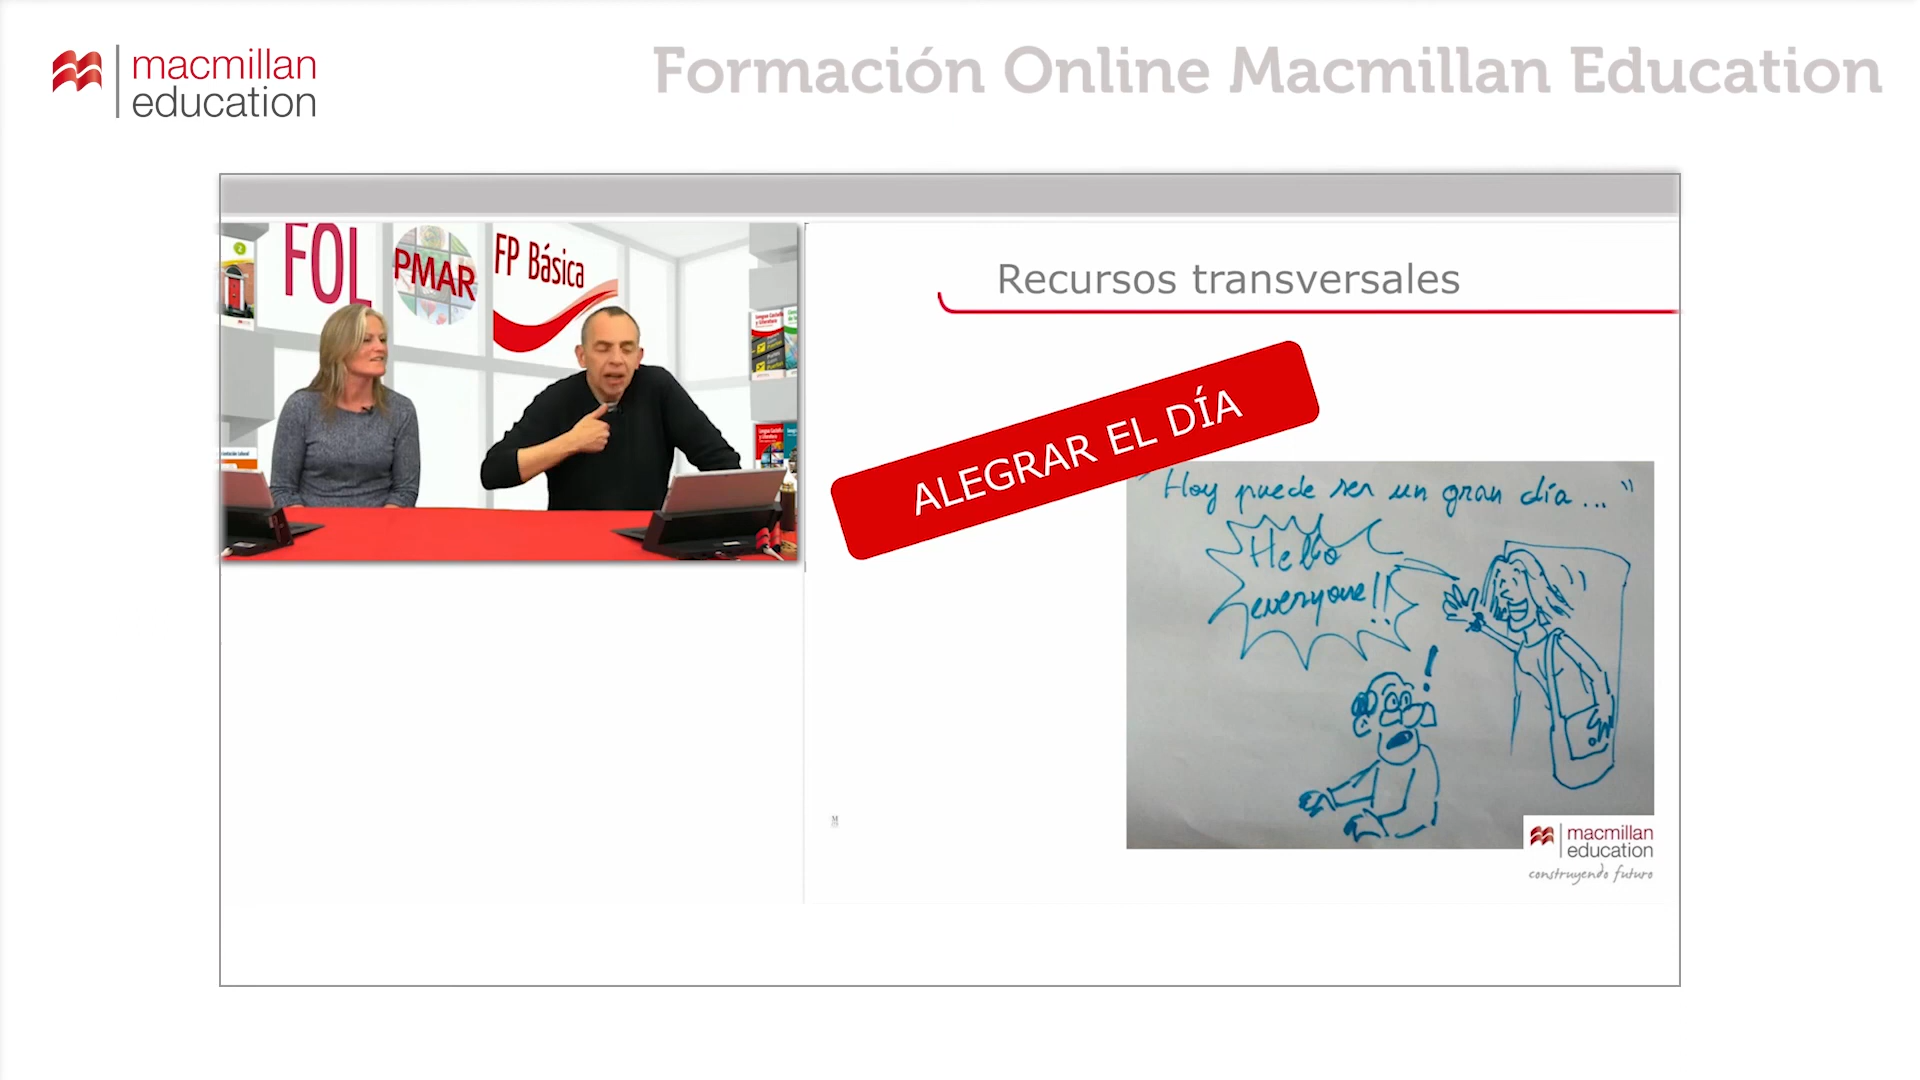 macmillan
education
Formación Online Macmillan Education
FOL
PMAR
FP Básica
Recursos transversales
ALEGRAR EL DÍA
"Hoy puede ser un gran día..."
Hello
everyone!!
!
macmillan
education
construyendo futuro